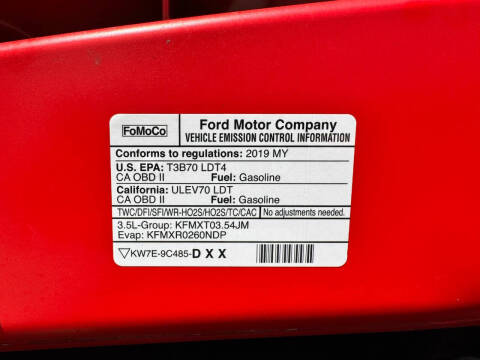 FoMoCo
Ford Motor Company
VEHICLE EMISSION CONTROL INFORMATION
Conforms to regulations: 2019 MY
U.S. EPA: T3B70 LDT4
CA OBD II Fuel: Gasoline
California: ULEV70 LDT
CA OBD II Fuel: Gasoline
TWC/DFI/SFI/WR-HO2S/HO2S/TC/CAC No adjustments needed.
3.5L-Group: KFMXT03.54JM
Evap: KFMXR0260NDP
▽KW7E-9C485-DXX